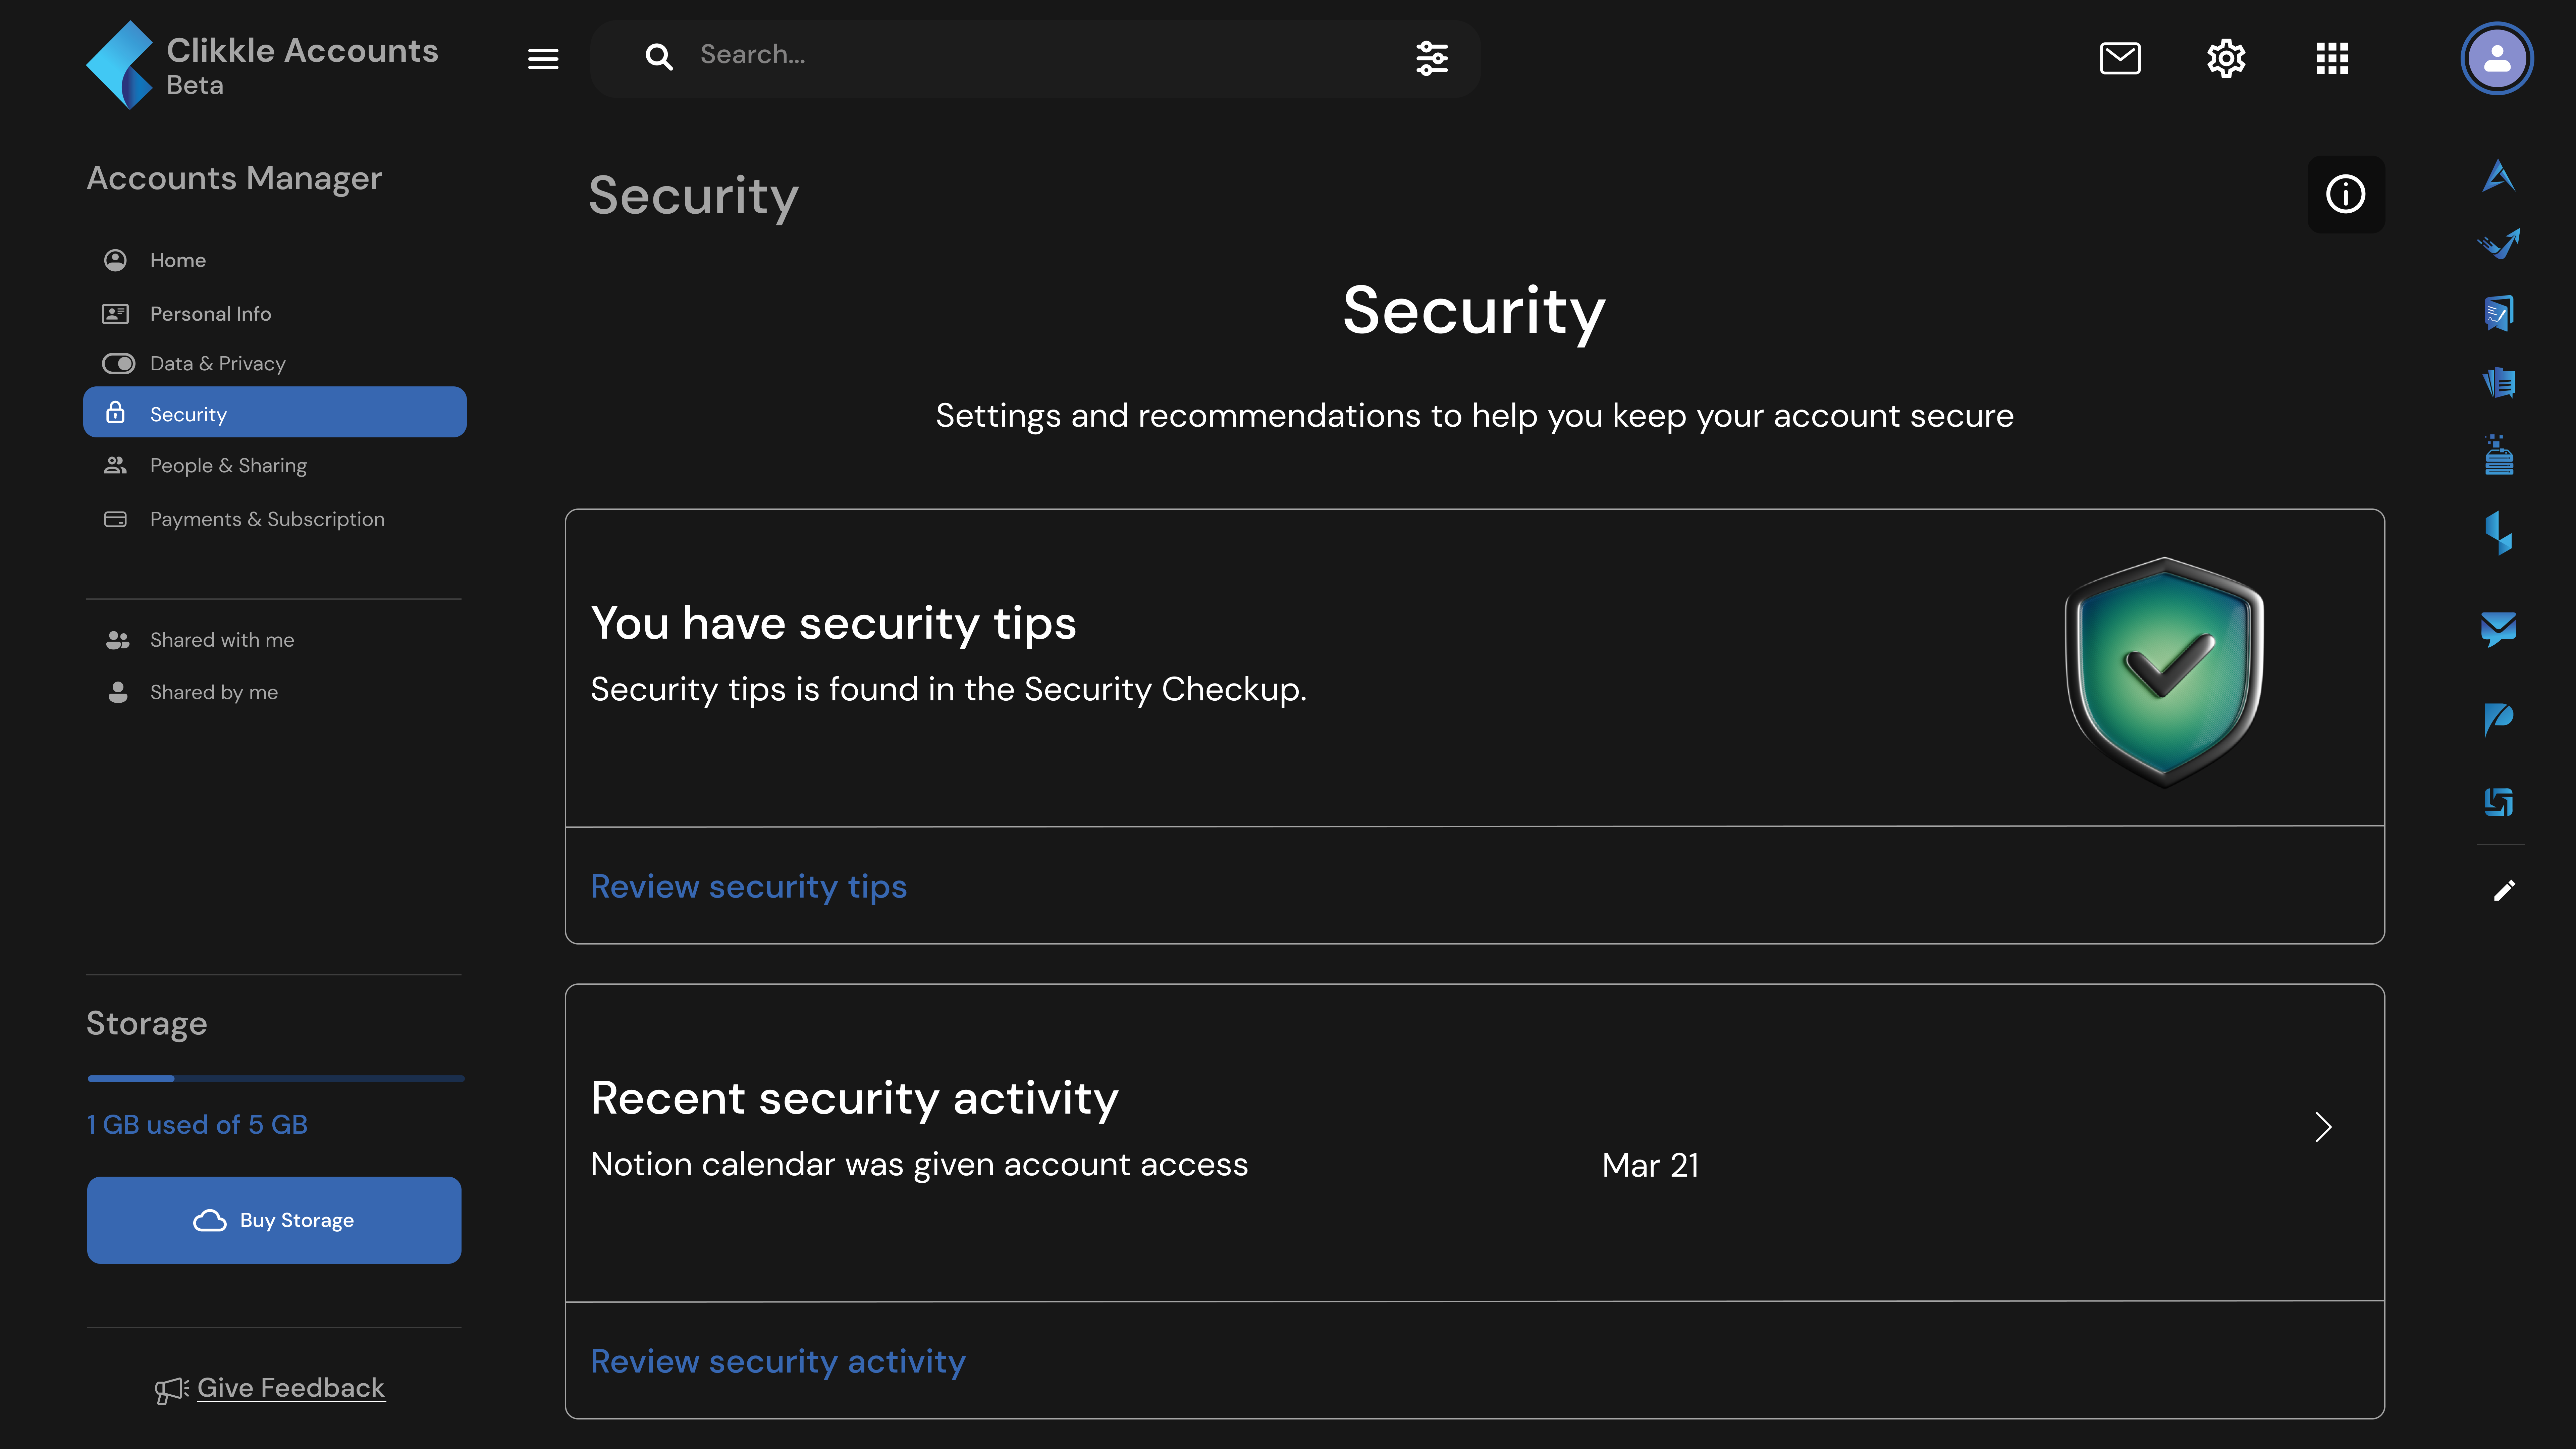 Clikkle Accounts
Beta
Search...
Accounts Manager
Home
Personal Info
Data & Privacy
Security
People & Sharing
Payments & Subscription
Shared with me
Shared by me
Storage
1 GB used of 5 GB
Buy Storage
Give Feedback
Security
Security
Settings and recommendations to help you keep your account secure
You have security tips
Security tips is found in the Security Checkup.
Review security tips
Recent security activity
Notion calendar was given account access
Mar 21
Review security activity